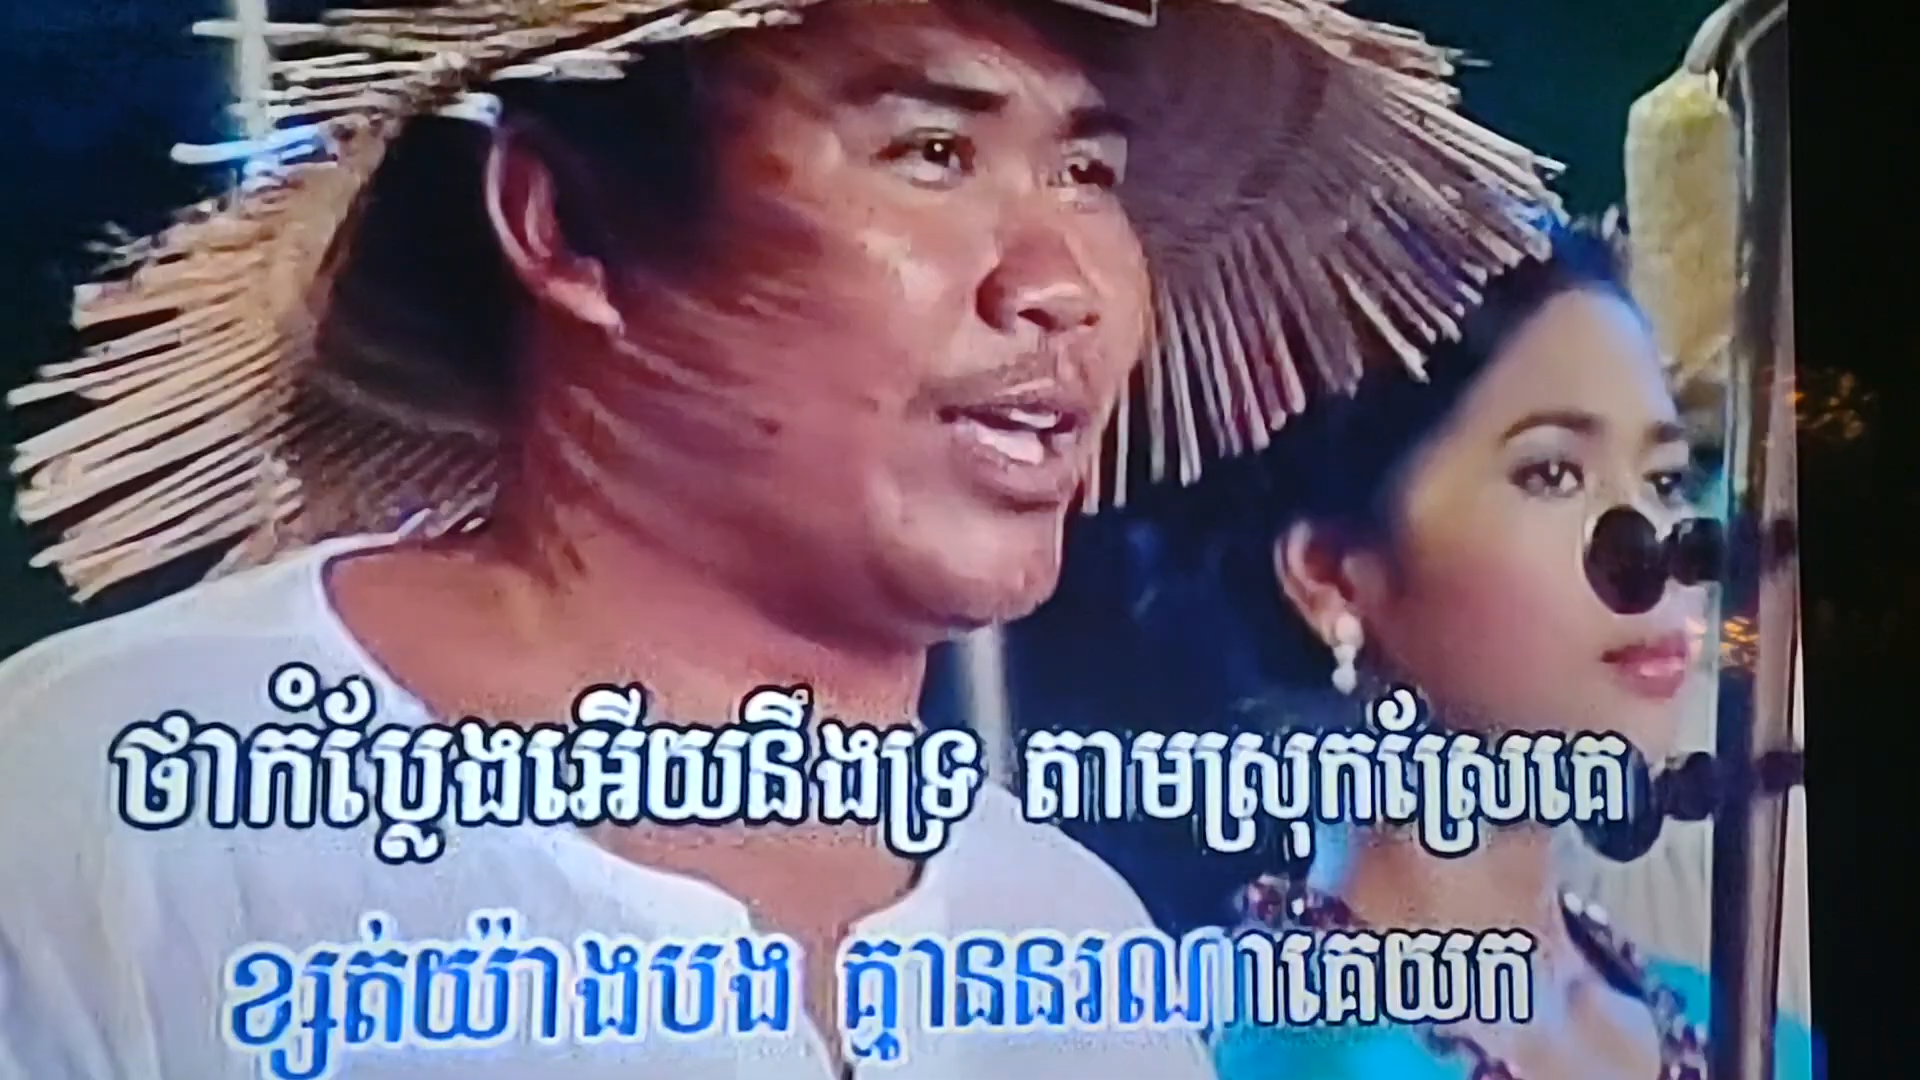 ថាកំប្លែងអើយនឹងទ្រ តាមស្រុកស្រែគេ
ខ្សត់យ៉ាងបង គ្មាននរណាគេយក